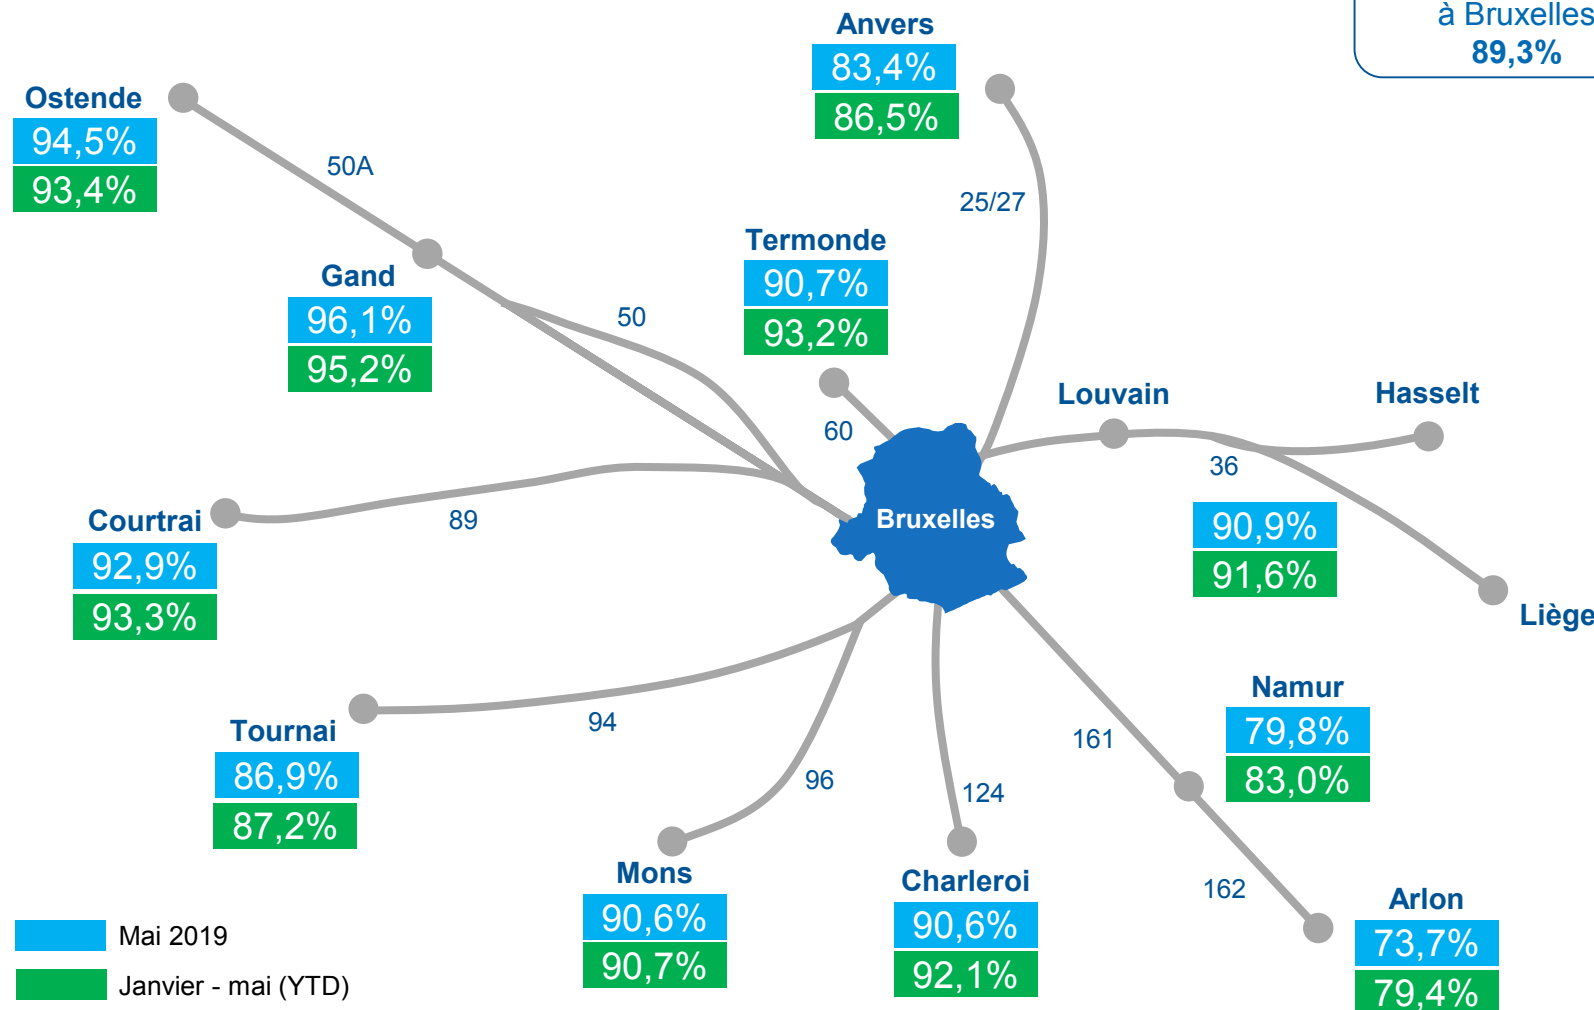 à Bruxelles
89,3%
Anvers
83,4%
86,5%
Ostende
94,5%
93,4%
50A
25/27
Termonde
90,7%
93,2%
Gand
96,1%
95,2%
50
60
Louvain
Hasselt
36
90,9%
91,6%
Liège
Bruxelles
Courtrai
92,9%
93,3%
89
Tournai
86,9%
87,2%
94
96
Mons
90,6%
90,7%
124
Charleroi
90,6%
92,1%
161
Namur
79,8%
83,0%
162
Arlon
73,7%
79,4%
Mai 2019
Janvier - mai (YTD)